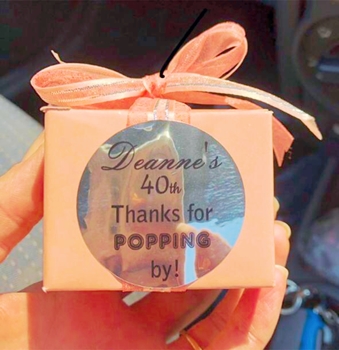 Deanne's
40th
Thanks for
POPPING
by!